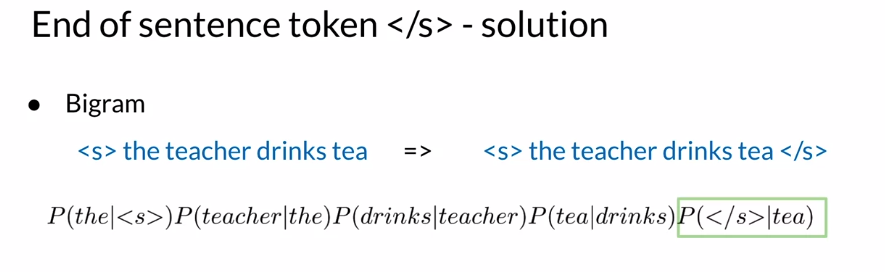 End of sentence token </s> - solution
● Bigram
<s> the teacher drinks tea => <s> the teacher drinks tea </s>
P(the|<s>)P(teacher|the)P(drinks|teacher)P(tea|drinks)P(</s>|tea)